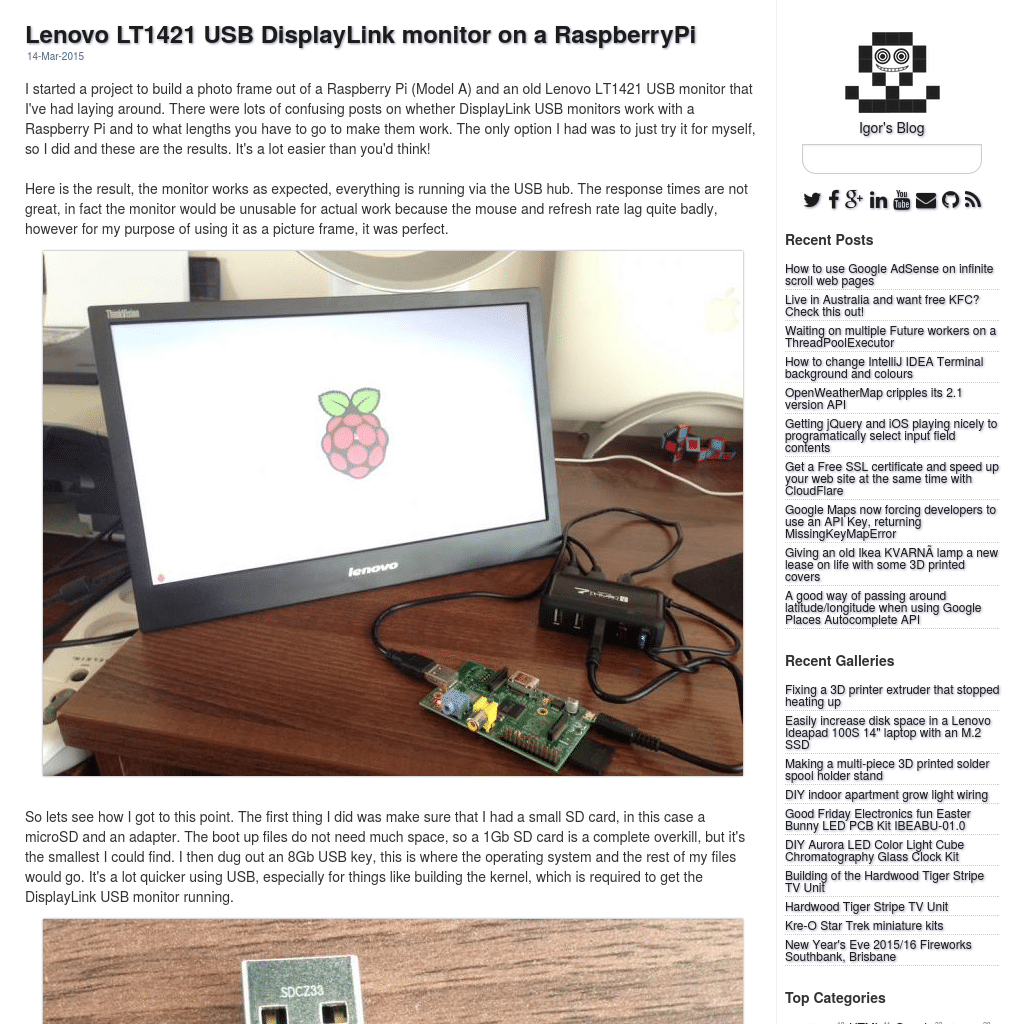 Lenovo LT1421 USB DisplayLink monitor on a RaspberryPi
14-Mar-2015
I started a project to build a photo frame out of a Raspberry Pi (Model A) and an old Lenovo LT1421 USB monitor that
I've had laying around. There were lots of confusing posts on whether DisplayLink USB monitors work with a
Raspberry Pi and to what lengths you have to go to make them work. The only option I had was to just try it for myself,
so I did and these are the results. It's a lot easier than you'd think!
Here is the result, the monitor works as expected, everything is running via the USB hub. The response times are not
great, in fact the monitor would be unusable for actual work because the mouse and refresh rate lag quite badly,
however for my purpose of using it as a picture frame, it was perfect.
ThinkVision
lenovo
So lets see how I got to this point. The first thing I did was make sure that I had a small SD card, in this case a
microSD and an adapter. The boot up files do not need much space, so a 1Gb SD card is a complete overkill, but it's
the smallest I could find. I then dug out an 8Gb USB key, this is where the operating system and the rest of my files
would go. It's a lot quicker using USB, especially for things like building the kernel, which is required to get the
DisplayLink USB monitor running.
SDCZ33
Igor's Blog
You
Tube
Recent Posts
How to use Google AdSense on infinite
scroll web pages
Live in Australia and want free KFC?
Check this out!
Waiting on multiple Future workers on a
ThreadPoolExecutor
How to change IntelliJ IDEA Terminal
background and colours
OpenWeatherMap cripples its 2.1
version API
Getting jQuery and iOS playing nicely to
programatically select input field
contents
Get a Free SSL certificate and speed up
your web site at the same time with
CloudFlare
Google Maps now forcing developers to
use an API Key, returning
MissingKeyMapError
Giving an old Ikea KVARNÃ lamp a new
lease on life with some 3D printed
covers
A good way of passing around
latitude/longitude when using Google
Places Autocomplete API
Recent Galleries
Fixing a 3D printer extruder that stopped
heating up
Easily increase disk space in a Lenovo
Ideapad 100S 14" laptop with an M.2
SSD
Making a multi-piece 3D printed solder
spool holder stand
DIY indoor apartment grow light wiring
Good Friday Electronics fun Easter
Bunny LED PCB Kit IBEABU-01.0
DIY Aurora LED Color Light Cube
Chromatography Glass Clock Kit
Building of the Hardwood Tiger Stripe
TV Unit
Hardwood Tiger Stripe TV Unit
Kre-O Star Trek miniature kits
New Year's Eve 2015/16 Fireworks
Southbank, Brisbane
Top Categories